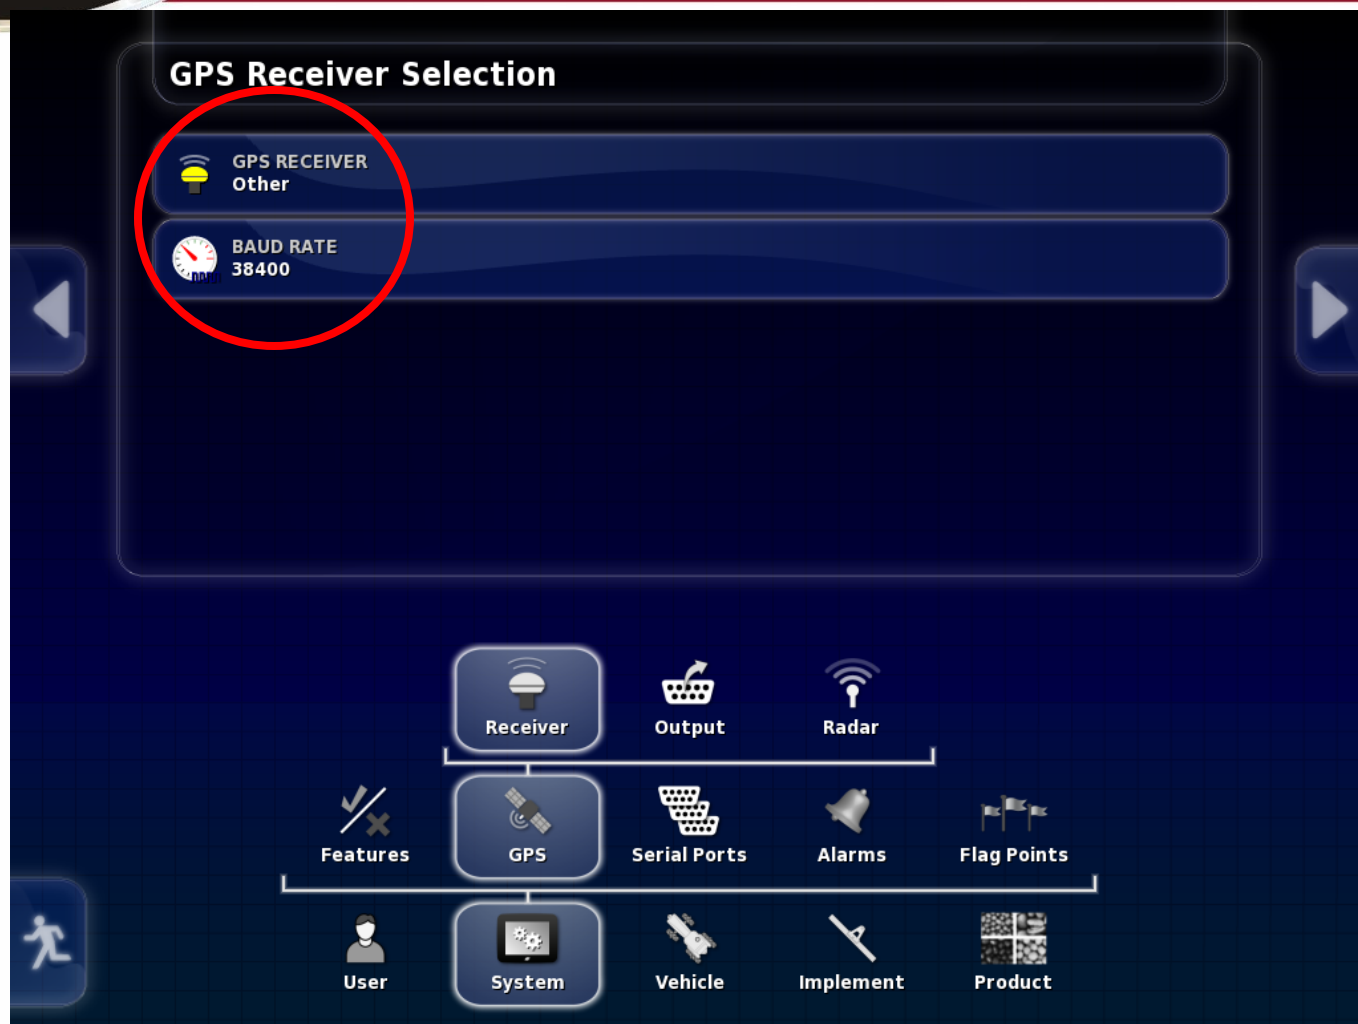 GPS Receiver Selection
GPS RECEIVER
Other
BAUD RATE
38400
Receiver
Output
Radar
Features
GPS
Serial Ports
Alarms
Flag Points
User
System
Vehicle
Implement
Product